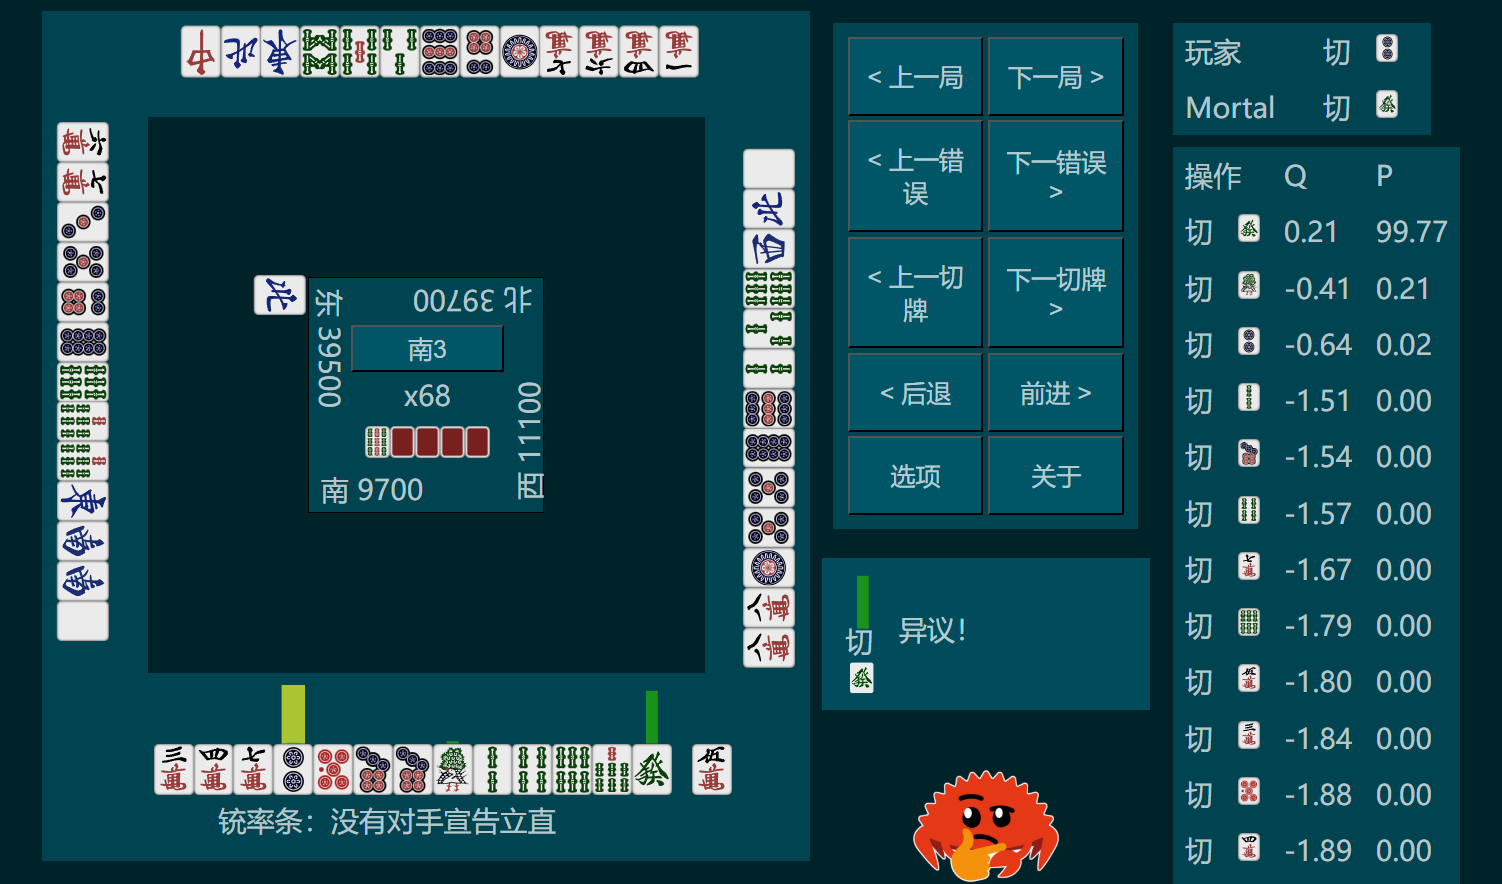 北 39700
东 39500
南3
x68
西 11100
南 9700
铳率条：没有对手宣告立直
< 上一局
下一局 >
< 上一错误
下一错误 >
< 上一切牌
下一切牌 >
< 后退
前进 >
选项
关于
切
异议！
玩家 切
Mortal 切
操作 Q P
切 0.21 99.77
切 -0.41 0.21
切 -0.64 0.02
切 -1.51 0.00
切 -1.54 0.00
切 -1.57 0.00
切 -1.67 0.00
切 -1.79 0.00
切 -1.80 0.00
切 -1.84 0.00
切 -1.88 0.00
切 -1.89 0.00